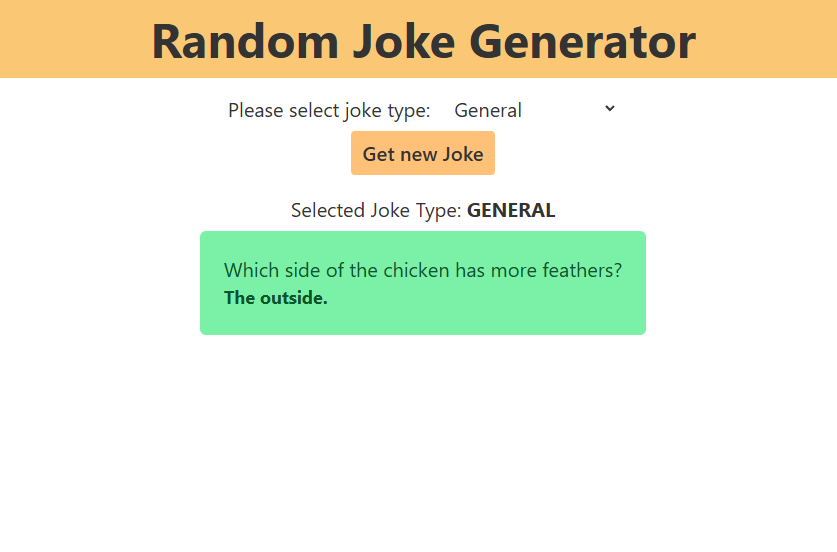 Random Joke Generator
Please select joke type: General
Get new Joke
Selected Joke Type: GENERAL
Which side of the chicken has more feathers?
The outside.